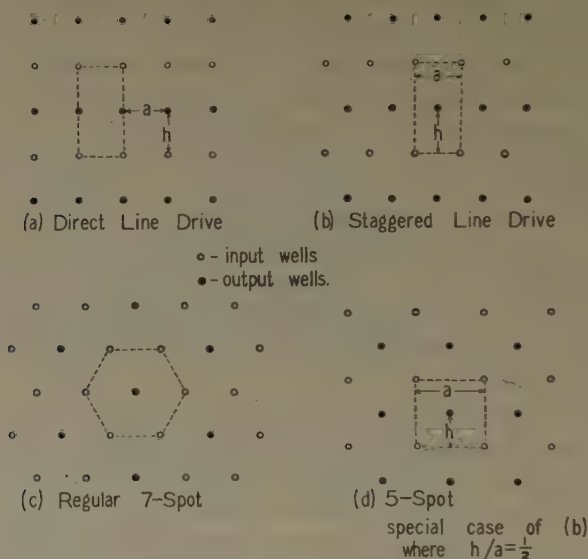 a
h
(a) Direct Line Drive
a
h
(b) Staggered Line Drive
o - input wells
● - output wells.
(c) Regular 7-Spot
a
h
(d) 5-Spot
special case of (b)
where h/a=½